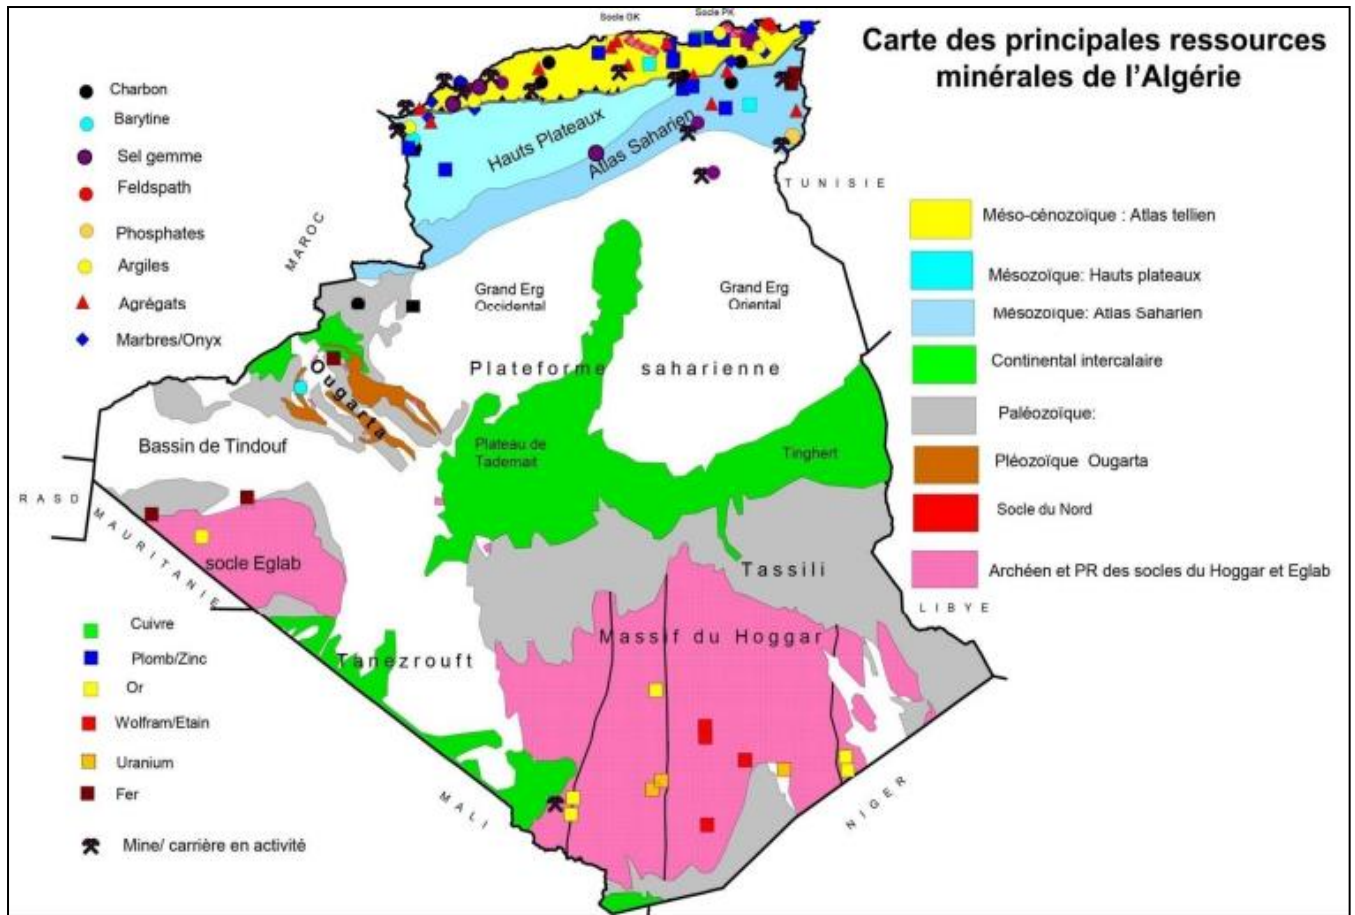 Carte des principales ressources
minérales de l'Algérie
Socle GK
Socle PK
Charbon
Barytine
Sel gemme
Feldspath
Phosphates
Argiles
Agrégats
Marbres/Onyx
Hauts Plateaux
Atlas Saharien
TUNISIE
MAROC
Grand Erg
Occidental
Grand Erg
Oriental
Plateforme saharienne
Ougarta
Bassin de Tindouf
Plateau de
Tademait
Tinghert
RASD
MAURITANIE
socle Eglab
Tassili
LIBYE
Massif du Hoggar
Tanezrouft
MALI
NIGER
Méso-cénozoïque : Atlas tellien
Mésozoïque: Hauts plateaux
Mésozoïque: Atlas Saharien
Continental intercalaire
Paléozoïque:
Pléozoïque Ougarta
Socle du Nord
Archéen et PR des socles du Hoggar et Eglab
Cuivre
Plomb/Zinc
Or
Wolfram/Etain
Uranium
Fer
Mine/ carrière en activité